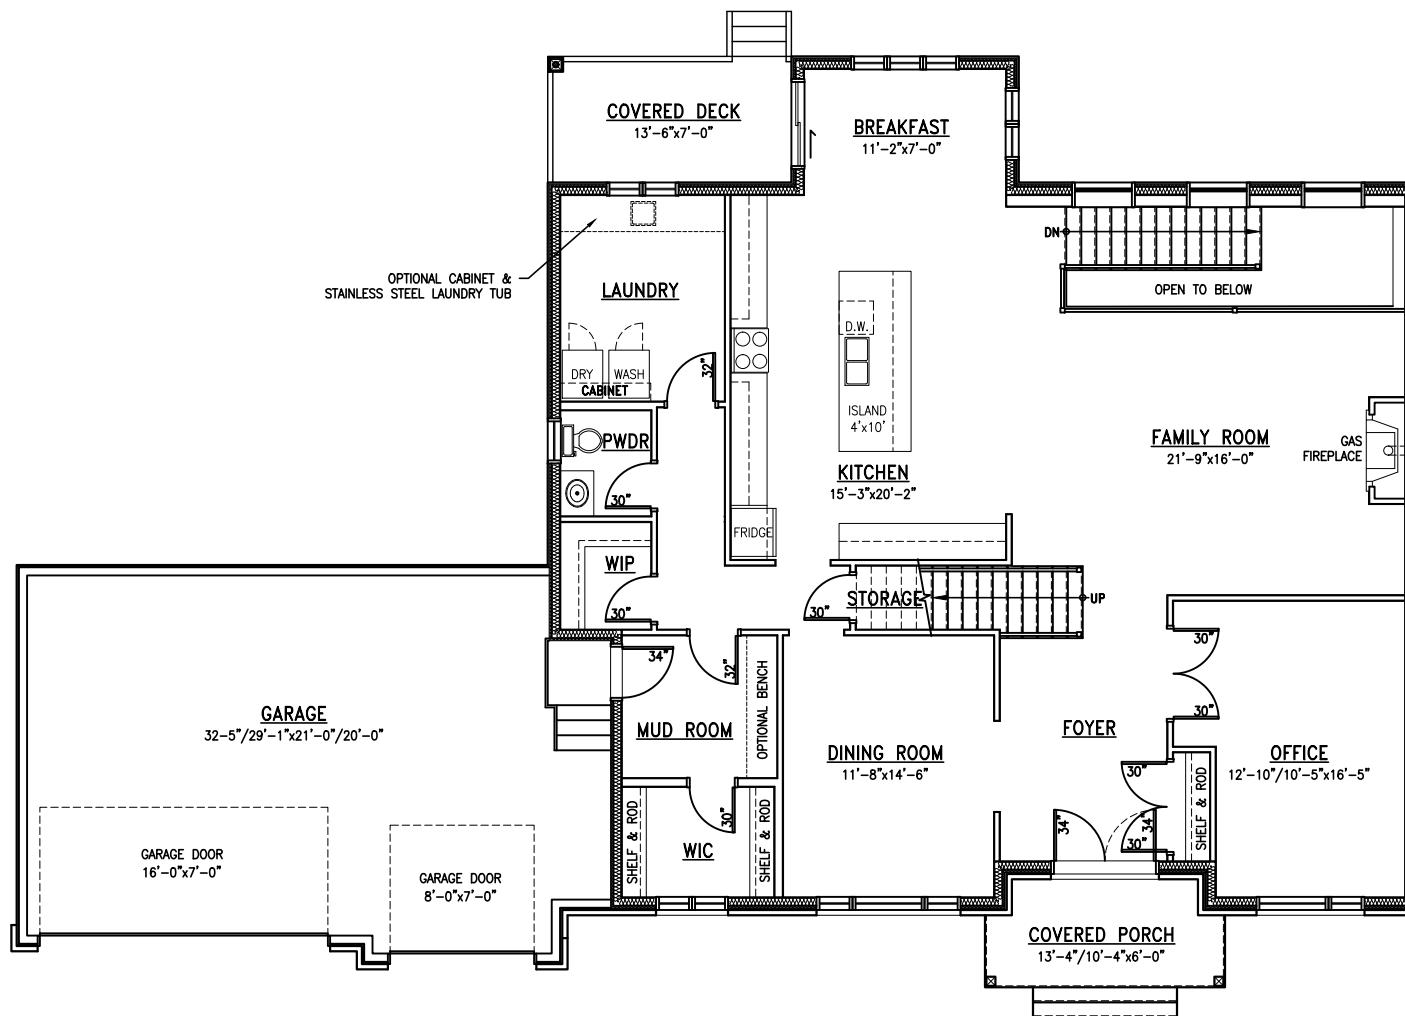 COVERED DECK
13'-6"x7'-0"
BREAKFAST
11'-2"x7'-0"
DN
OPEN TO BELOW
OPTIONAL CABINET &
STAINLESS STEEL LAUNDRY TUB
LAUNDRY
D.W.
DRY
WASH
CABINET
32"
ISLAND
4'x10'
PWDR
30"
KITCHEN
15'-3"x20'-2"
FAMILY ROOM
21'-9"x16'-0"
GAS
FIREPLACE
FRIDGE
WIP
30"
STORAGE
30"
UP
34"
32"
OPTIONAL BENCH
MUD ROOM
GARAGE
32-5"/29'-1"x21'-0"/20'-0"
DINING ROOM
11'-8"x14'-6"
FOYER
30"
30"
OFFICE
12'-10"/10'-5"x16'-5"
30"
34"
34"
30"
SHELF & ROD
GARAGE DOOR
16'-0"x7'-0"
GARAGE DOOR
8'-0"x7'-0"
SHELF & ROD
WIC
30"
SHELF & ROD
COVERED PORCH
13'-4"/10'-4"x6'-0"